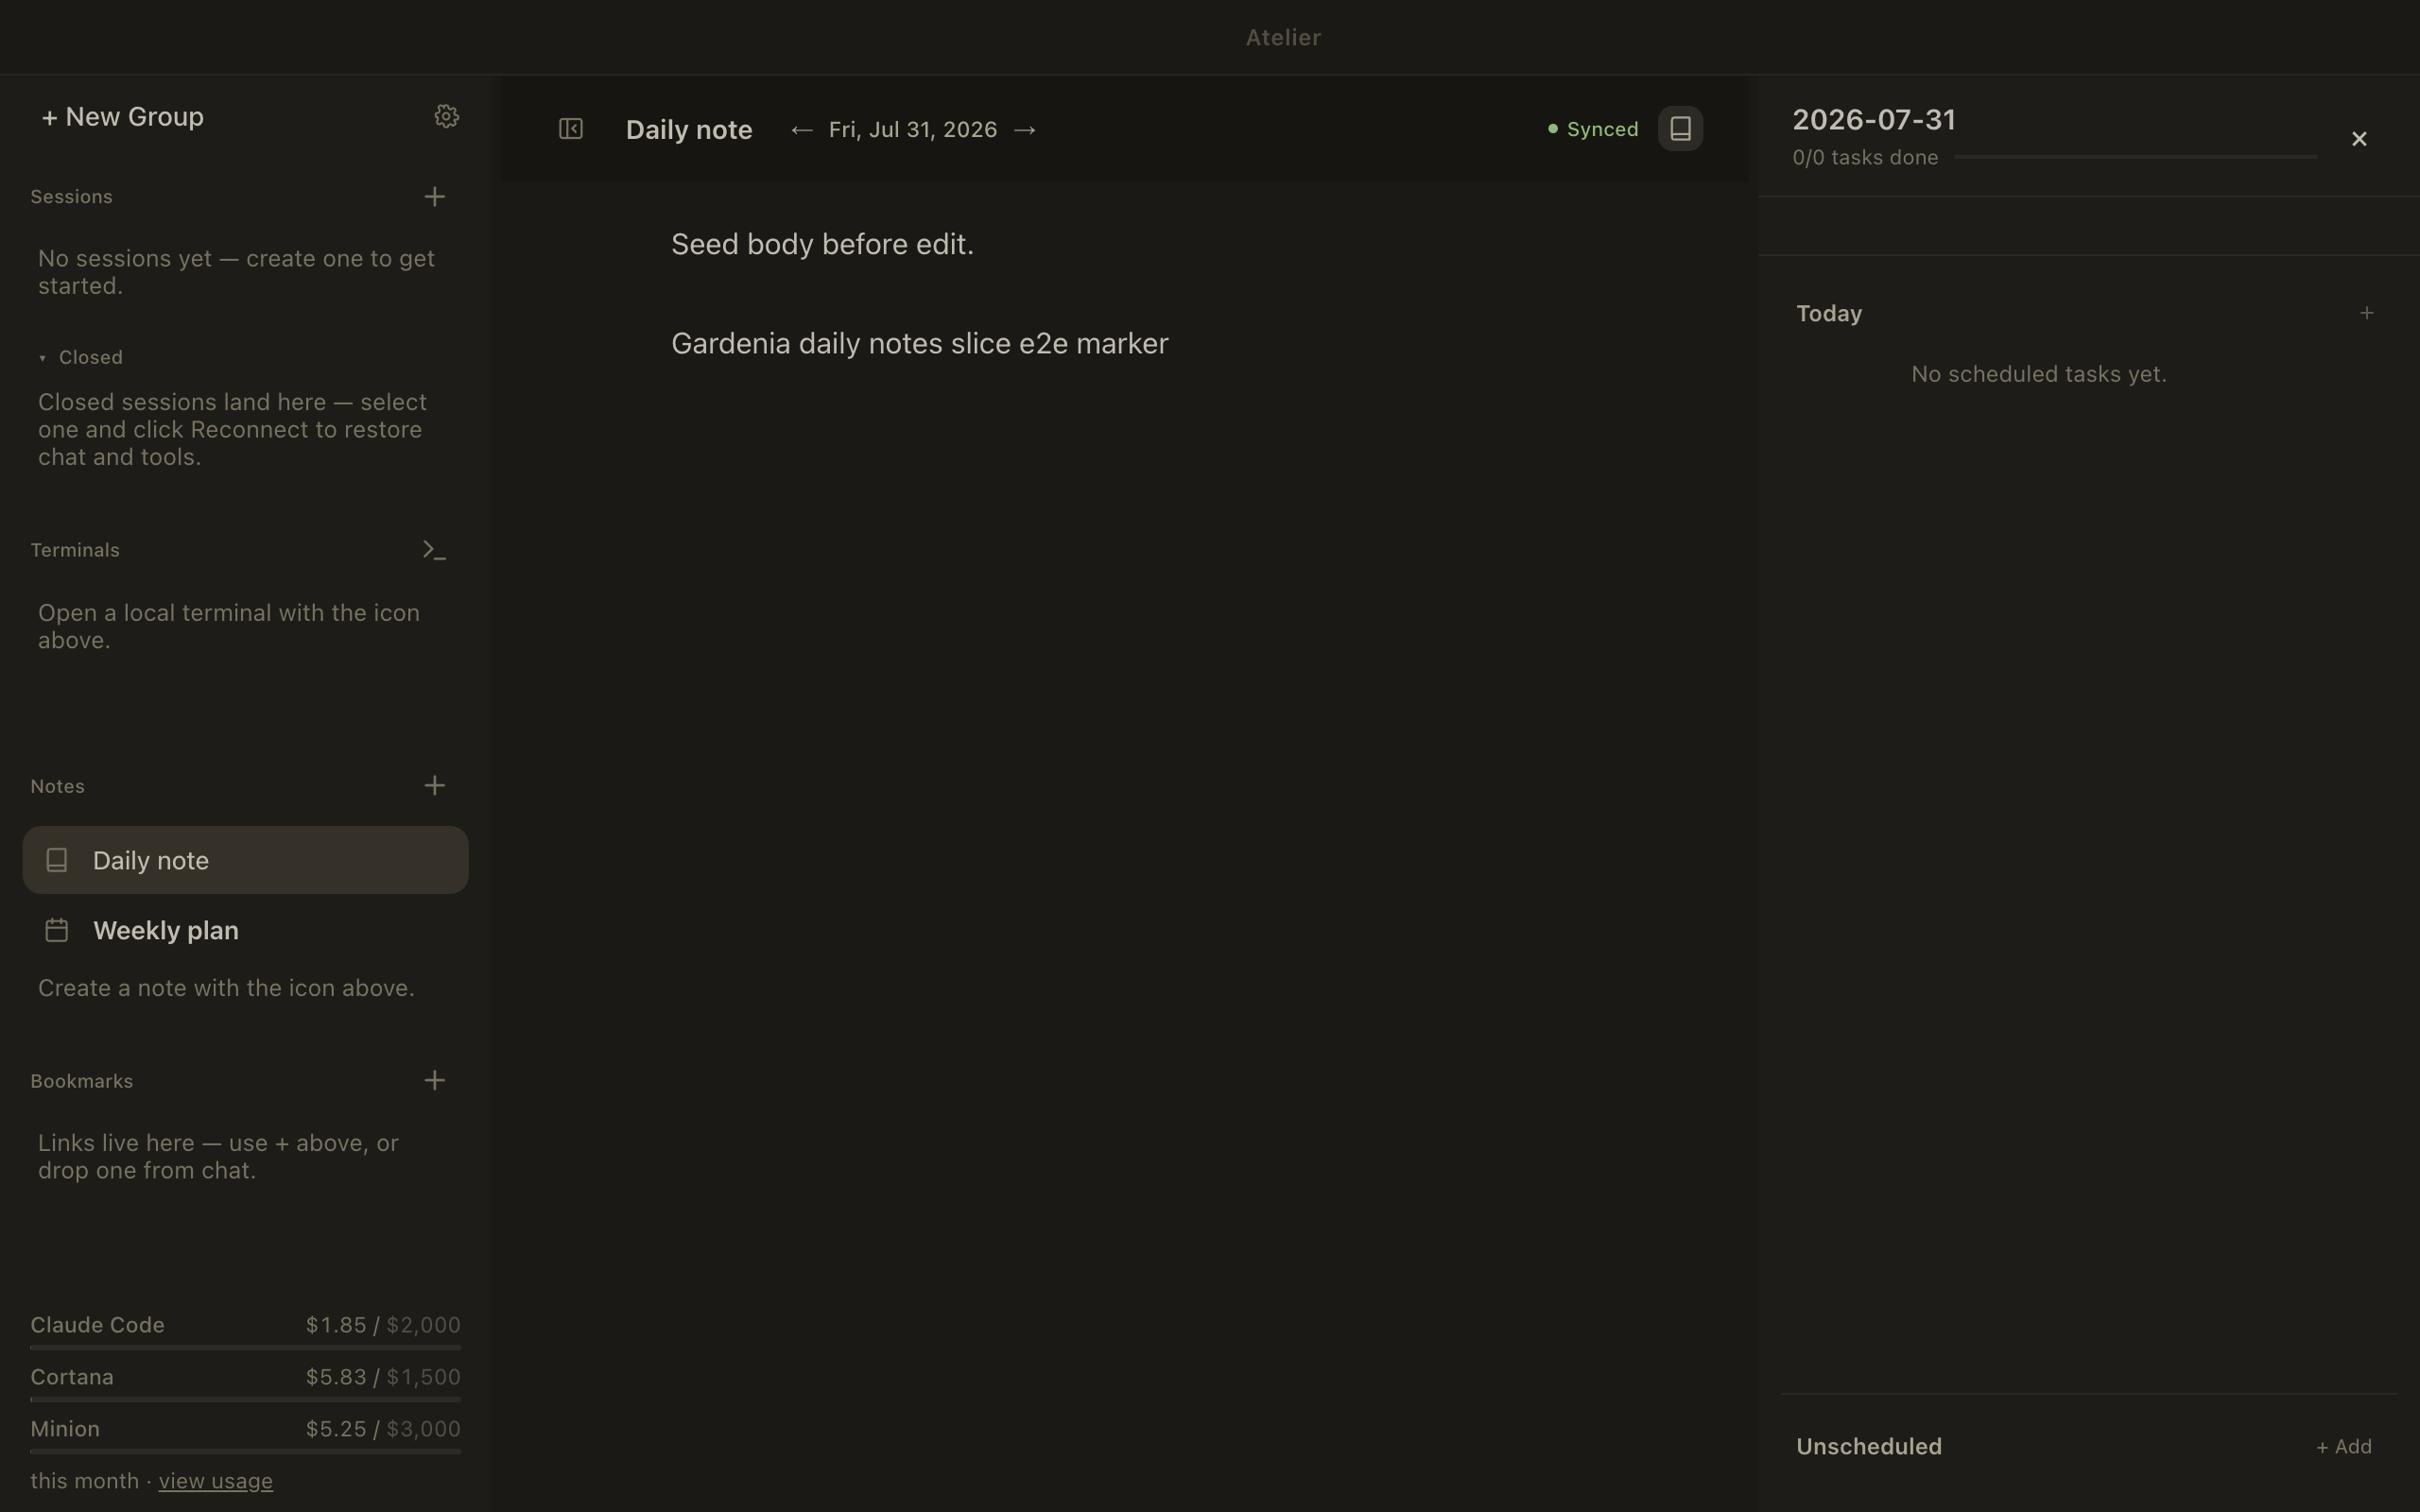 Atelier
+ New Group
Sessions
No sessions yet — create one to get
started.
▾ Closed
Closed sessions land here — select
one and click Reconnect to restore
chat and tools.
Terminals
Open a local terminal with the icon
above.
Notes
Daily note
Weekly plan
Create a note with the icon above.
Bookmarks
Links live here — use + above, or
drop one from chat.
Claude Code $1.85 / $2,000
Cortana $5.83 / $1,500
Minion $5.25 / $3,000
this month · view usage
Daily note ← Fri, Jul 31, 2026 → Synced
Seed body before edit.
Gardenia daily notes slice e2e marker
2026-07-31
0/0 tasks done
Today
No scheduled tasks yet.
Unscheduled + Add